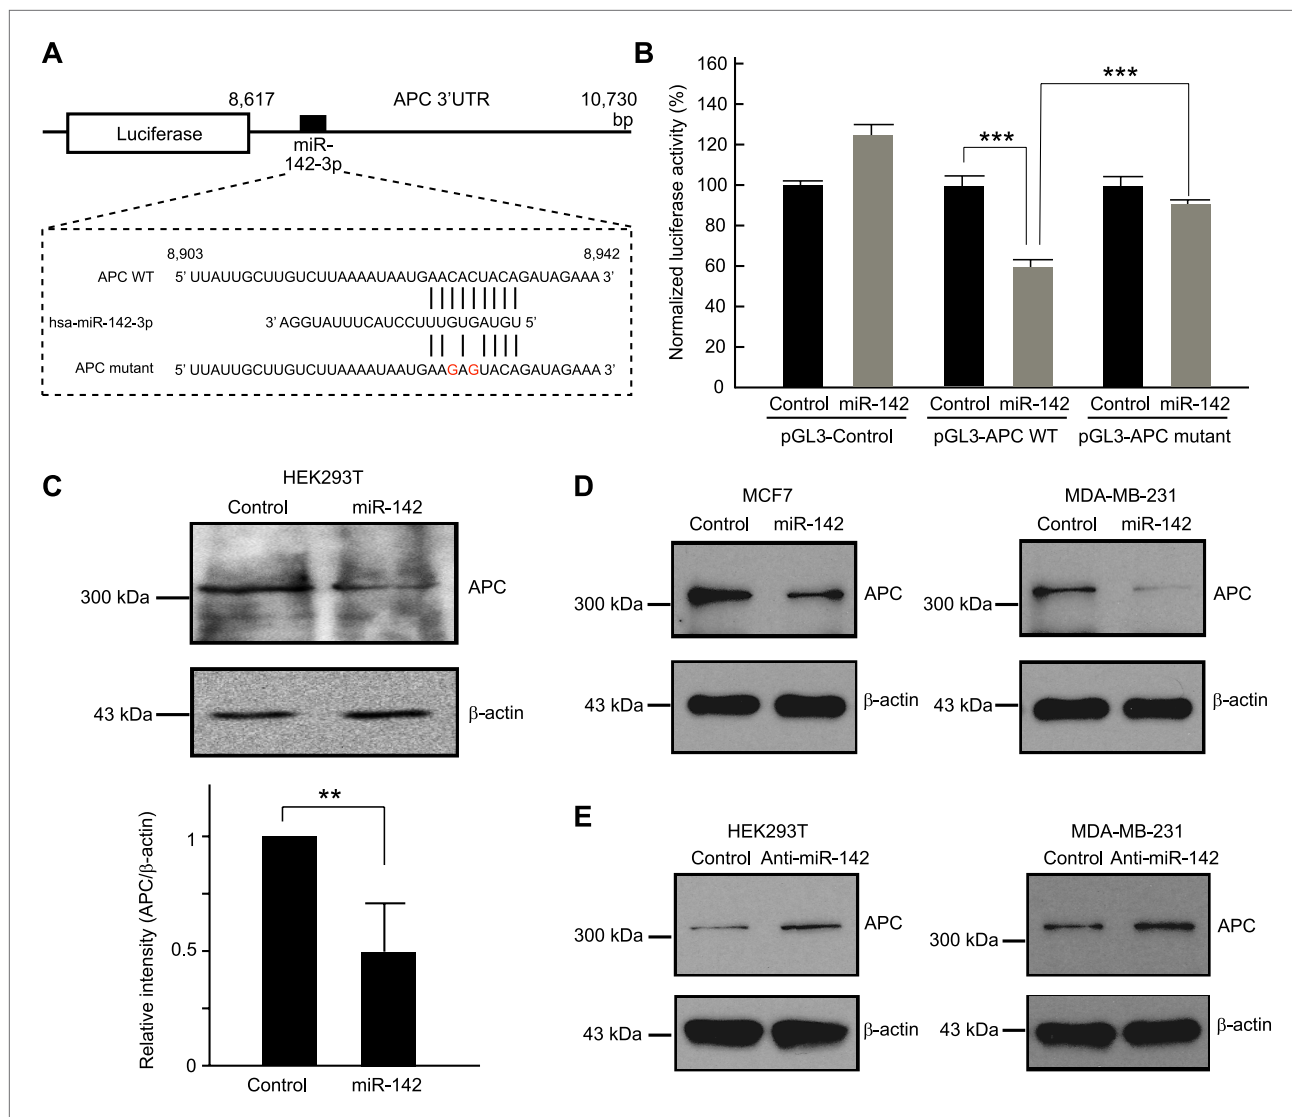 A
8,617 APC 3'UTR 10,730
bp
Luciferase
miR-
142-3p
8,903 8,942
APC WT 5' UUAUUGCUUGUCUUAAAAUAAUGAACACUACAGAUAGAAA 3'
hsa-miR-142-3p 3' AGGUAUUUCAUCCUUUGUGAUGU 5'
APC mutant 5' UUAUUGCUUGUCUUAAAAUAAUGAAGAGUACAGAUAGAAA 3'
B
Normalized luciferase activity (%)
160
140
120
100
80
60
40
20
0
***
***
Control miR-142 Control miR-142 Control miR-142
pGL3-Control pGL3-APC WT pGL3-APC mutant
C
HEK293T
Control miR-142
300 kDa APC
43 kDa β-actin
Relative intensity (APC/β-actin)
1
0.5
0
**
Control miR-142
D
MCF7
Control miR-142
300 kDa APC
43 kDa β-actin
MDA-MB-231
Control miR-142
300 kDa APC
43 kDa β-actin
E
HEK293T
Control Anti-miR-142
300 kDa APC
43 kDa β-actin
MDA-MB-231
Control Anti-miR-142
300 kDa APC
43 kDa β-actin